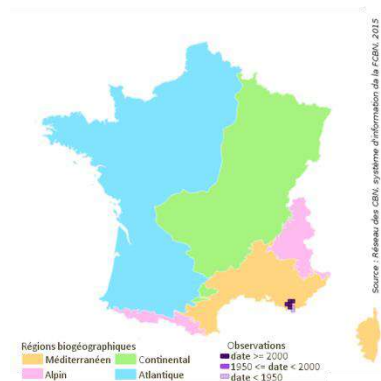 Source : Réseau des CBN, système d'information da la FCBN, 2015
Régions biogéographiques
Méditerranéen
Continental
Alpin
Atlantique
Observations
date >= 2000
1950 <= date < 2000
date < 1950